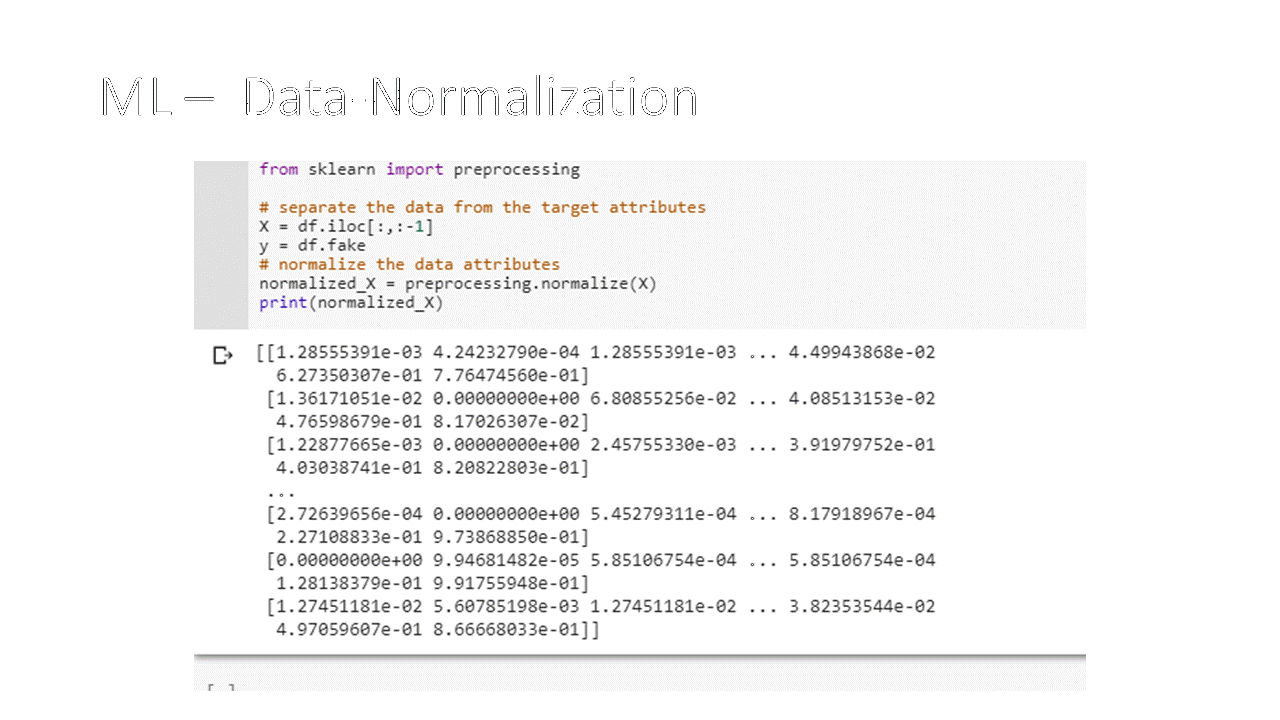 ML – Data Normalization
from sklearn import preprocessing
# separate the data from the target attributes
X = df.iloc[:,:-1]
y = df.fake
# normalize the data attributes
normalized_X = preprocessing.normalize(X)
print(normalized_X)
[[1.28555391e-03 4.24232790e-04 1.28555391e-03 ... 4.49943868e-02
6.27350307e-01 7.76474560e-01]
[1.36171051e-02 0.00000000e+00 6.80855256e-02 ... 4.08513153e-02
4.76598679e-01 8.17026307e-02]
[1.22877665e-03 0.00000000e+00 2.45755330e-03 ... 3.91979752e-01
4.03038741e-01 8.20822803e-01]
...
[2.72639656e-04 0.00000000e+00 5.45279311e-04 ... 8.17918967e-04
2.27108833e-01 9.73868850e-01]
[0.00000000e+00 9.94681482e-05 5.85106754e-04 ... 5.85106754e-04
1.28138379e-01 9.91755948e-01]
[1.27451181e-02 5.60785198e-03 1.27451181e-02 ... 3.82353544e-02
4.97059607e-01 8.66668033e-01]]
[ ]